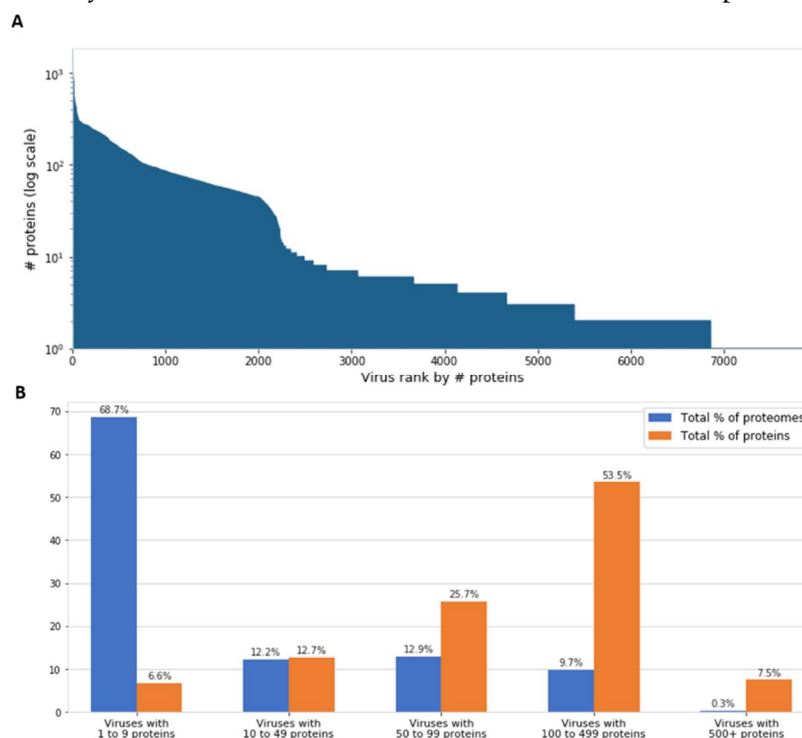 A
10³
10²
10¹
10⁰
# proteins (log scale)
0 1000 2000 3000 4000 5000 6000 7000
Virus rank by # proteins
B
Total % of proteomes
Total % of proteins
70
60
50
40
30
20
10
0
68.7%
6.6%
12.2%
12.7%
12.9%
25.7%
9.7%
53.5%
0.3%
7.5%
Viruses with
1 to 9 proteins
Viruses with
10 to 49 proteins
Viruses with
50 to 99 proteins
Viruses with
100 to 499 proteins
Viruses with
500+ proteins